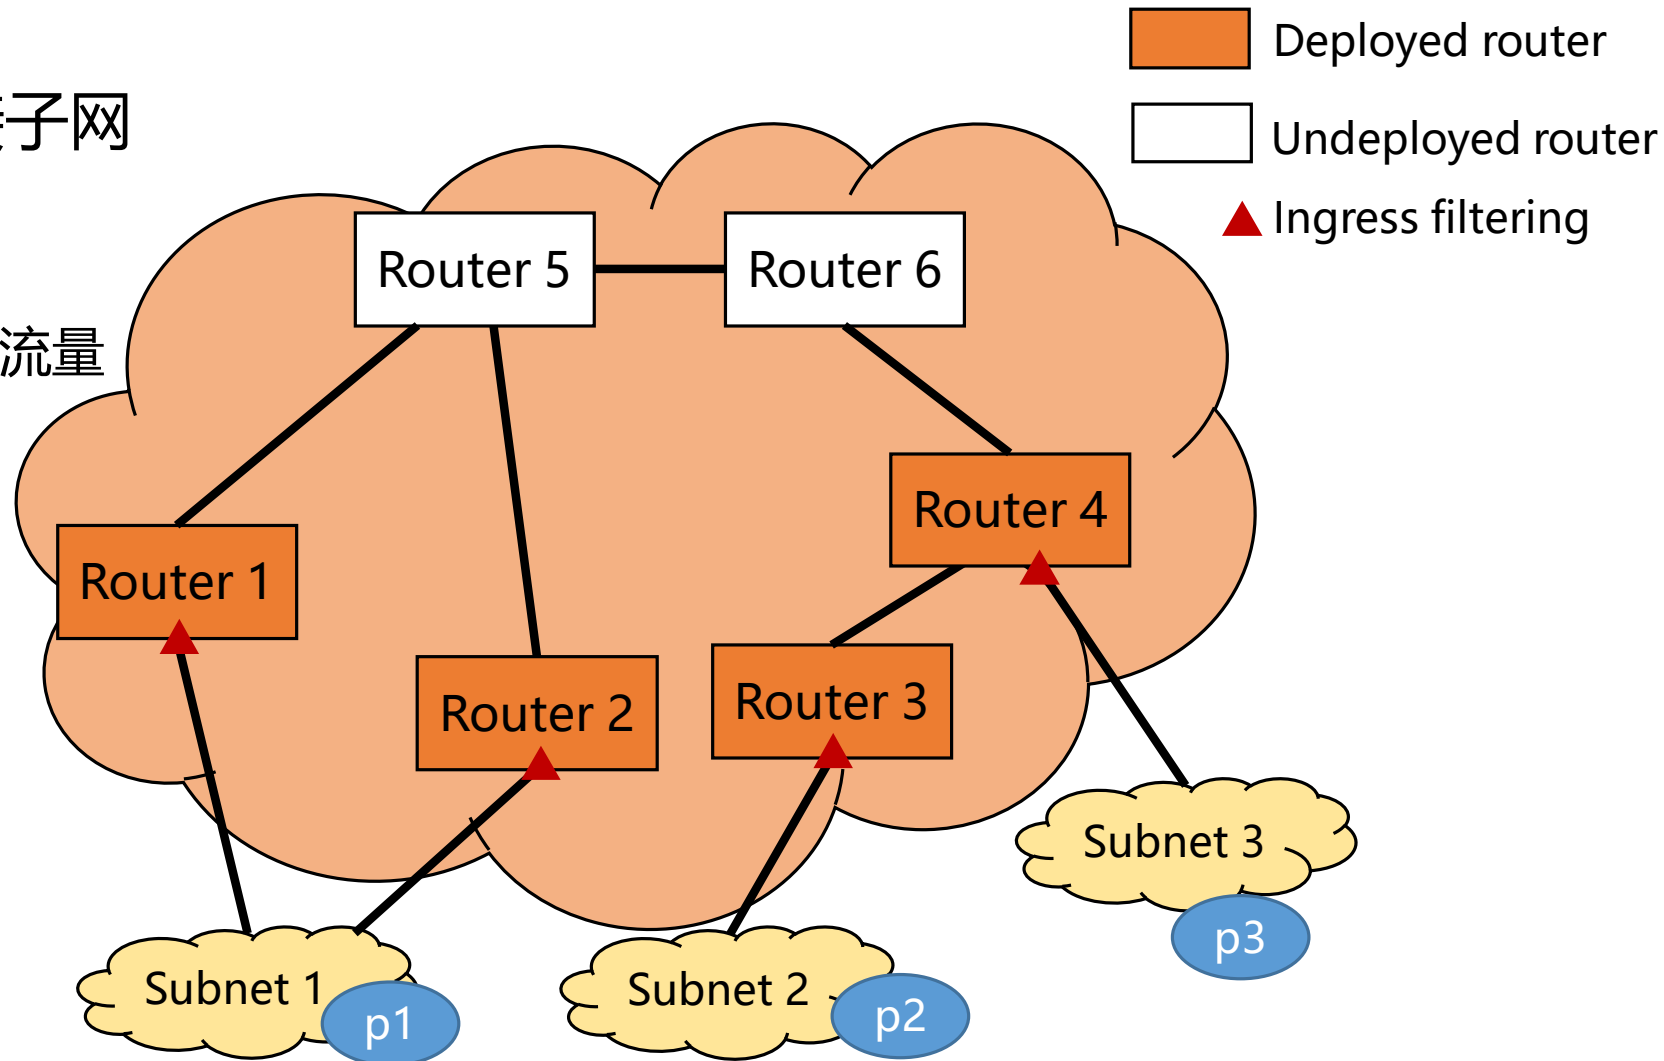 Deployed router
Undeployed router
Ingress filtering
子网
流量
Router 5
Router 6
Router 4
Router 1
Router 2
Router 3
Subnet 3
p3
Subnet 1
p1
Subnet 2
p2